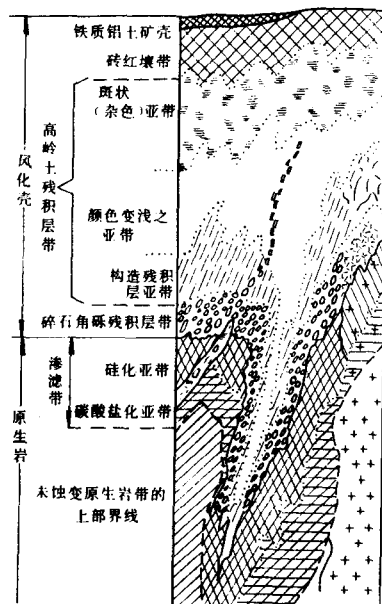 铁质铝土矿壳
砖红壤带
斑状
(杂色)亚带
高岭土残积层带
颜色变浅之
亚带
构造残积
层亚带
风化壳
碎石角砾残积层带
渗滤带
硅化亚带
碳酸盐化亚带
原生岩
未蚀变原生岩带的
上部界线